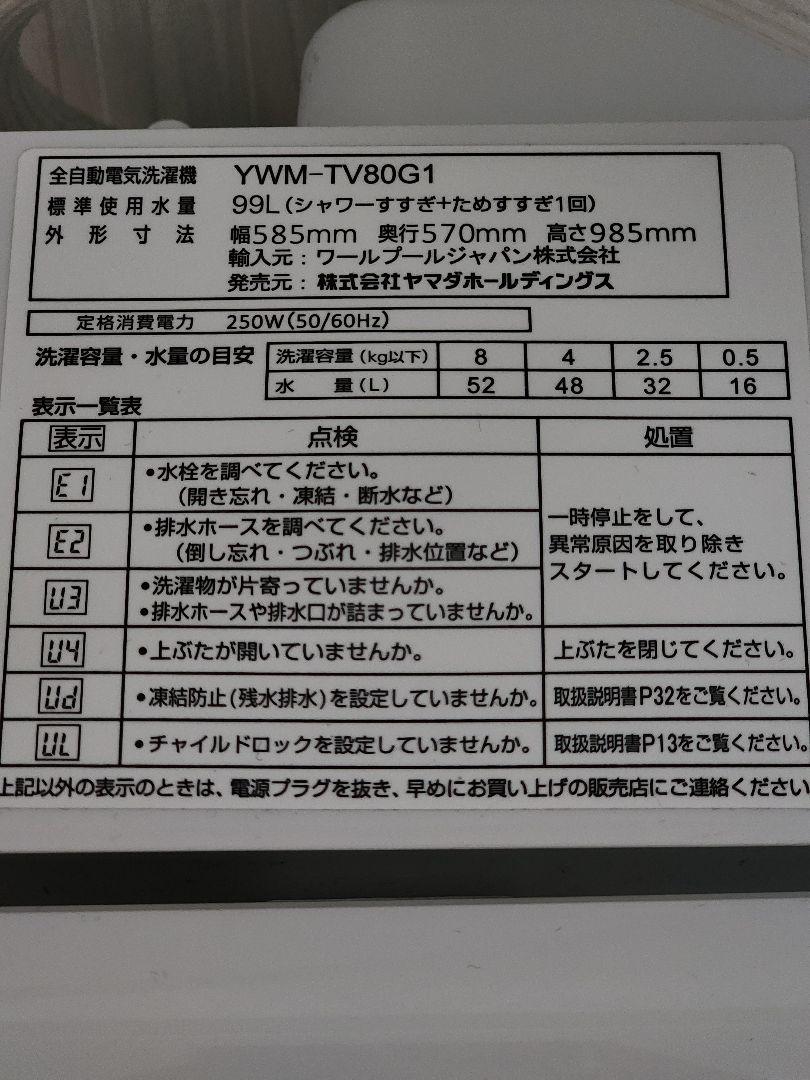 全自動電気洗濯機 YWM-TV80G1
標準使用水量 99L(シャワーすすぎ+ためすすぎ1回)
外形寸法 幅585mm 奥行570mm 高さ985mm
輸入元：ワールプールジャパン株式会社
発売元：株式会社ヤマダホールディングス
定格消費電力 250W(50/60Hz)
洗濯容量・水量の目安 洗濯容量(kg以下) 8 4 2.5 0.5
水量(L) 52 48 32 16
表示一覧表
表示 点検 処置
E1 •水栓を調べてください。
(開き忘れ・凍結・断水など)
E2 •排水ホースを調べてください。
(倒し忘れ・つぶれ・排水位置など)
U3 •洗濯物が片寄っていませんか。
•排水ホースや排水口が詰まっていませんか。
一時停止をして、
異常原因を取り除き
スタートしてください。
U4 •上ぶたが開いていませんか。 上ぶたを閉じてください。
Ud •凍結防止(残水排水)を設定していませんか。 取扱説明書P32をご覧ください。
UL •チャイルドロックを設定していませんか。 取扱説明書P13をご覧ください。
上記以外の表示のときは、電源プラグを抜き、早めにお買い上げの販売店にご連絡ください